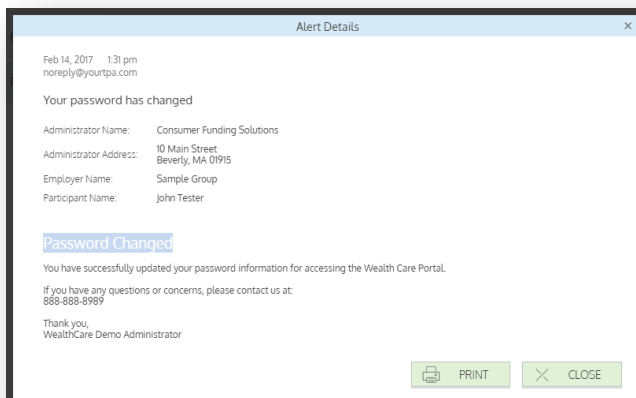 Alert Details
Feb 14, 2017 1:31 pm
noreply@yourtpa.com
Your password has changed
Administrator Name: Consumer Funding Solutions
Administrator Address: 10 Main Street
Beverly, MA 01915
Employer Name: Sample Group
Participant Name: John Tester
Password Changed
You have successfully updated your password information for accessing the Wealth Care Portal.
If you have any questions or concerns, please contact us at:
888-888-8989
Thank you,
WealthCare Demo Administrator
PRINT CLOSE